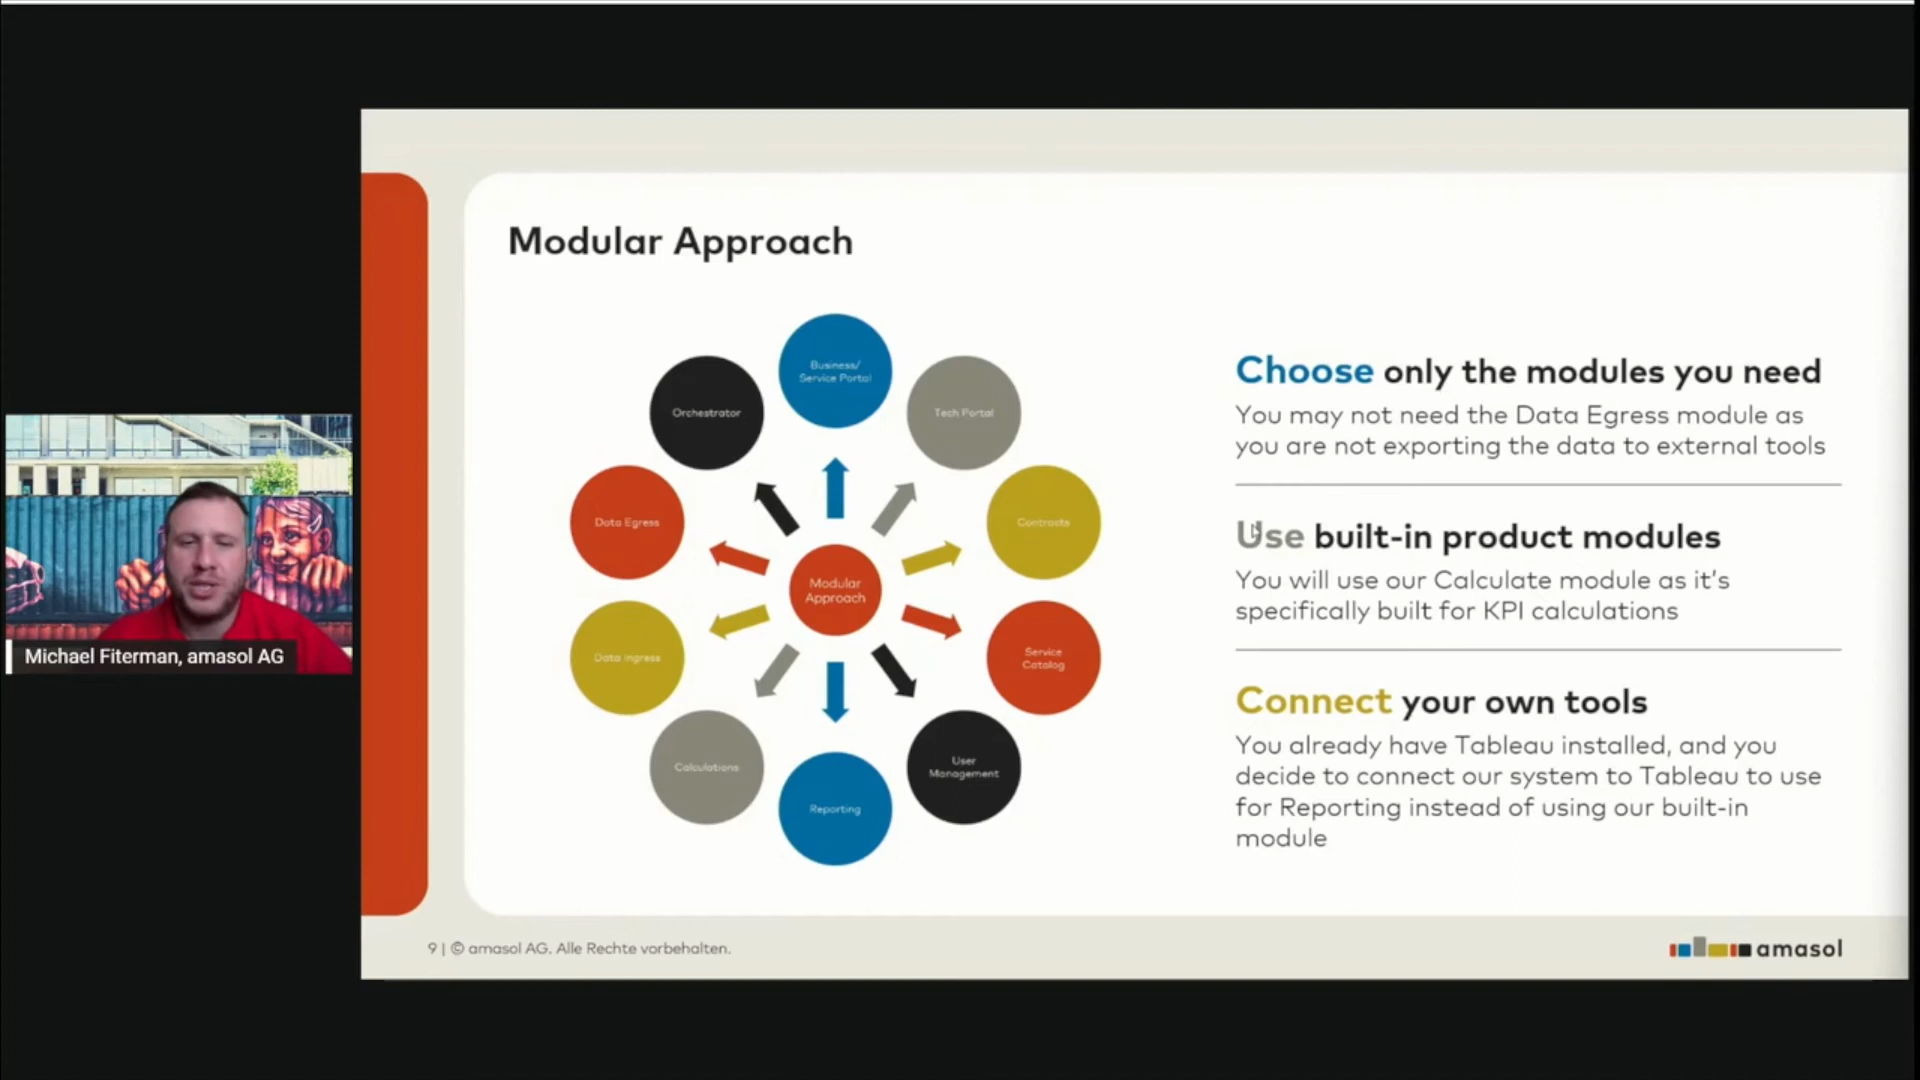 Modular Approach
Business/
Service Portal
Tech Portal
Contracts
Service
Catalog
User
Management
Reporting
Calculations
Data Ingress
Data Egress
Orchestrator
Modular
Approach
Choose only the modules you need
You may not need the Data Egress module as
you are not exporting the data to external tools
Use built-in product modules
You will use our Calculate module as it's
specifically built for KPI calculations
Connect your own tools
You already have Tableau installed, and you
decide to connect our system to Tableau to use
for Reporting instead of using our built-in
module
Michael Fiterman, amasol AG
9 | © amasol AG. Alle Rechte vorbehalten.
amasol